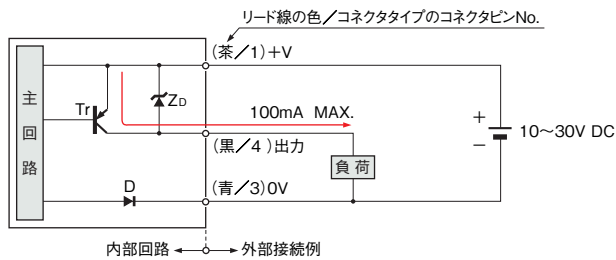 リード線の色／コネクタタイプのコネクタピンNo.
(茶／1)+V
主回路
Tr
ZD
100mA MAX.
+
−
10〜30V DC
(黒／4)出力
負荷
D
(青／3)0V
内部回路
外部接続例